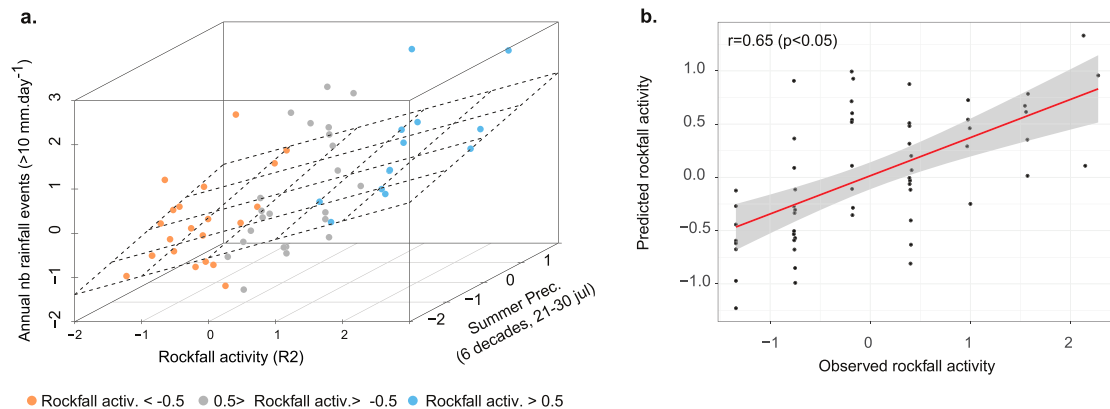 a.
Annual nb rainfall events (>10 mm.day-1)
3
2
1
0
−1
−2
−2
−1
0
1
2
Rockfall activity (R2)
−2
−1
0
1
Summer Prec.
(6 decades, 21-30 jul)
Rockfall activ. < -0.5
0.5> Rockfall activ.> -0.5
Rockfall activ. > 0.5
b.
r=0.65 (p<0.05)
Predicted rockfall activity
1.0
0.5
0.0
−0.5
−1.0
−1
0
1
2
Observed rockfall activity